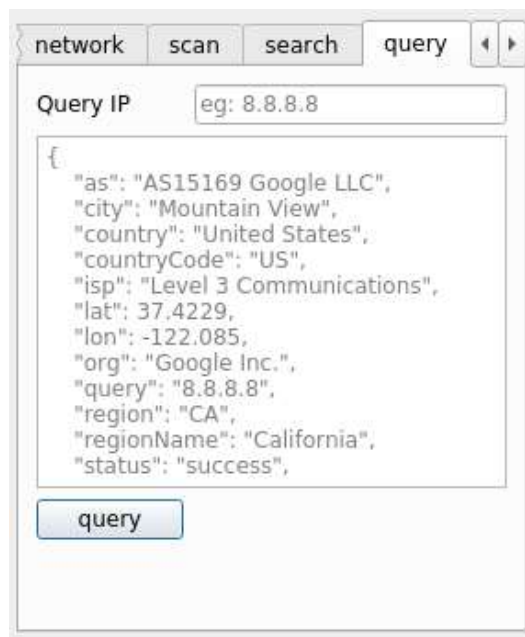 network scan search query
Query IP eg: 8.8.8.8
{
"as": "AS15169 Google LLC",
"city": "Mountain View",
"country": "United States",
"countryCode": "US",
"isp": "Level 3 Communications",
"lat": 37.4229,
"lon": -122.085,
"org": "Google Inc.",
"query": "8.8.8.8",
"region": "CA",
"regionName": "California",
"status": "success",
query